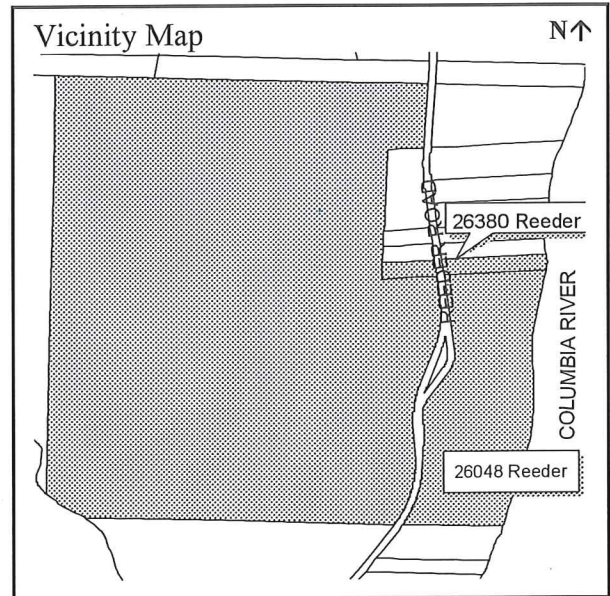 Vicinity Map
N↑
REEDER ROAD
26380 Reeder
COLUMBIA RIVER
26048 Reeder